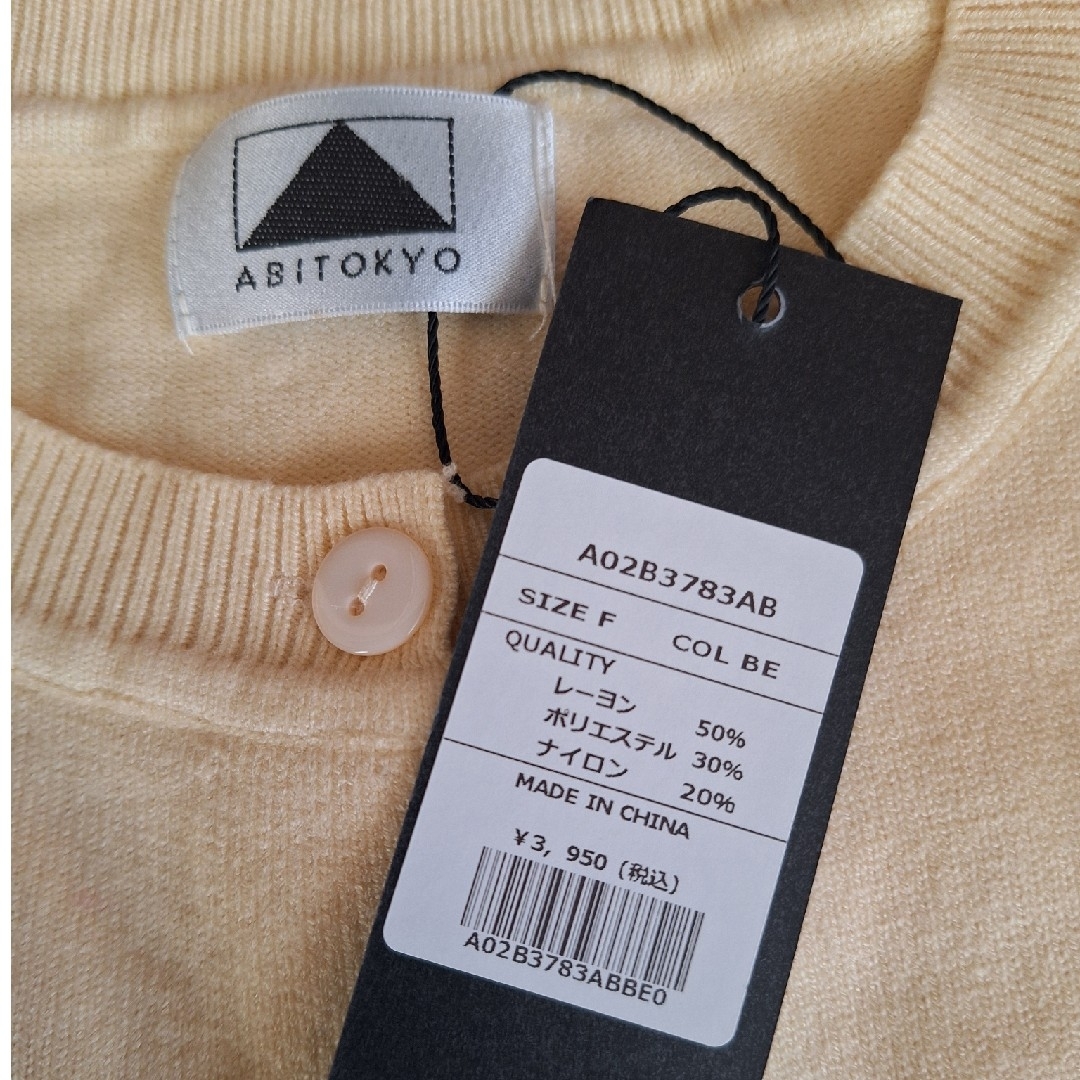 ABITOKYO
A02B3783AB
SIZE F COL BE
QUALITY
レーヨン 50%
ポリエステル 30%
ナイロン 20%
MADE IN CHINA
¥3, 950 (税込)
A02B3783ABBE0